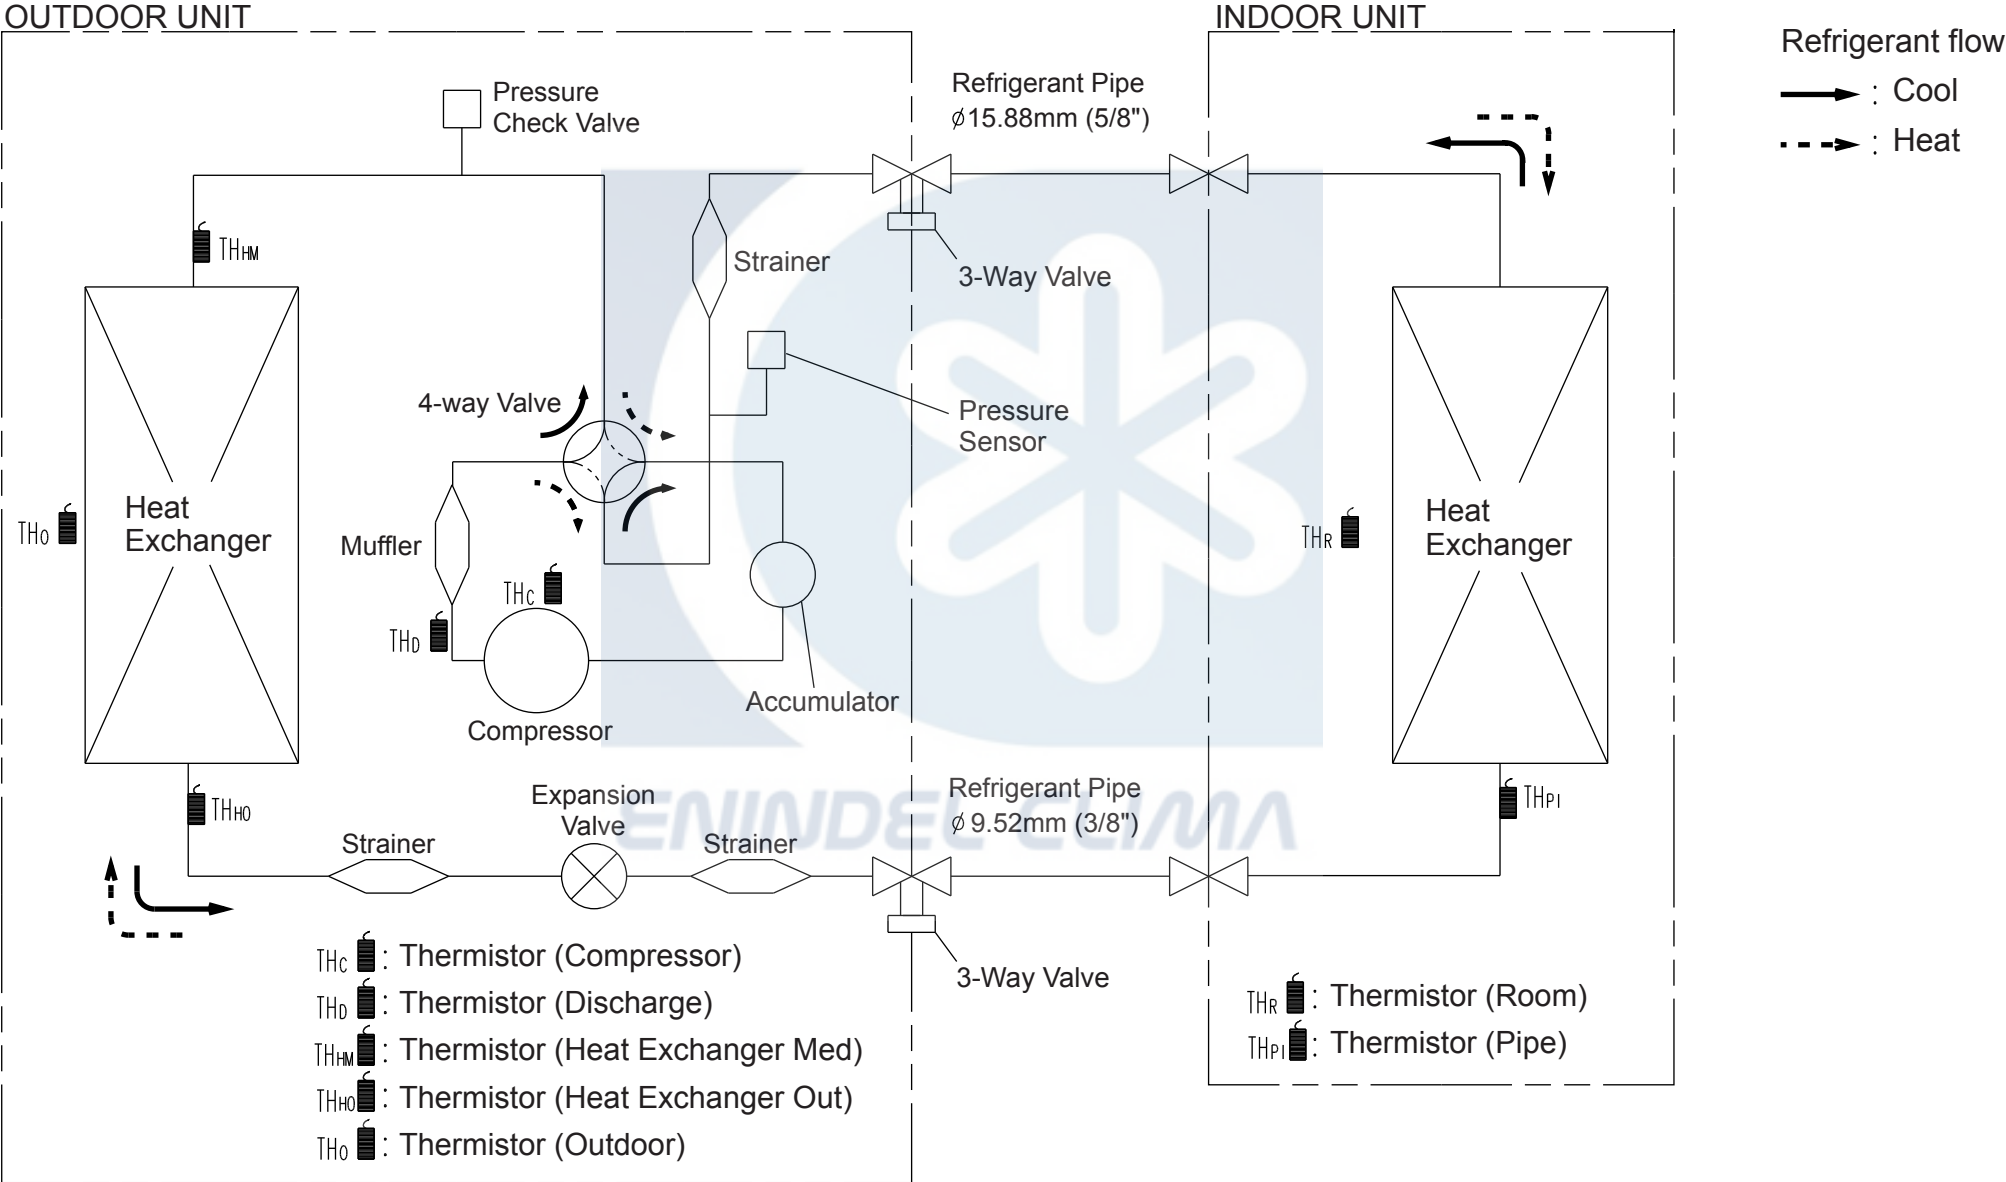 OUTDOOR UNIT
INDOOR UNIT
Refrigerant flow
: Cool
: Heat
Pressure
Check Valve
Refrigerant Pipe
ϕ15.88mm (5/8")
THHM
Strainer
3-Way Valve
4-way Valve
Pressure
Sensor
THO
Heat
Exchanger
Muffler
THC
THD
Compressor
Accumulator
THR
Heat
Exchanger
THHO
Strainer
Expansion
Valve
Strainer
Refrigerant Pipe
ϕ9.52mm (3/8")
THPI
ENINDEL CLIMA
3-Way Valve
THC : Thermistor (Compressor)
THD : Thermistor (Discharge)
THHM : Thermistor (Heat Exchanger Med)
THHO : Thermistor (Heat Exchanger Out)
THO : Thermistor (Outdoor)
THR : Thermistor (Room)
THPI : Thermistor (Pipe)